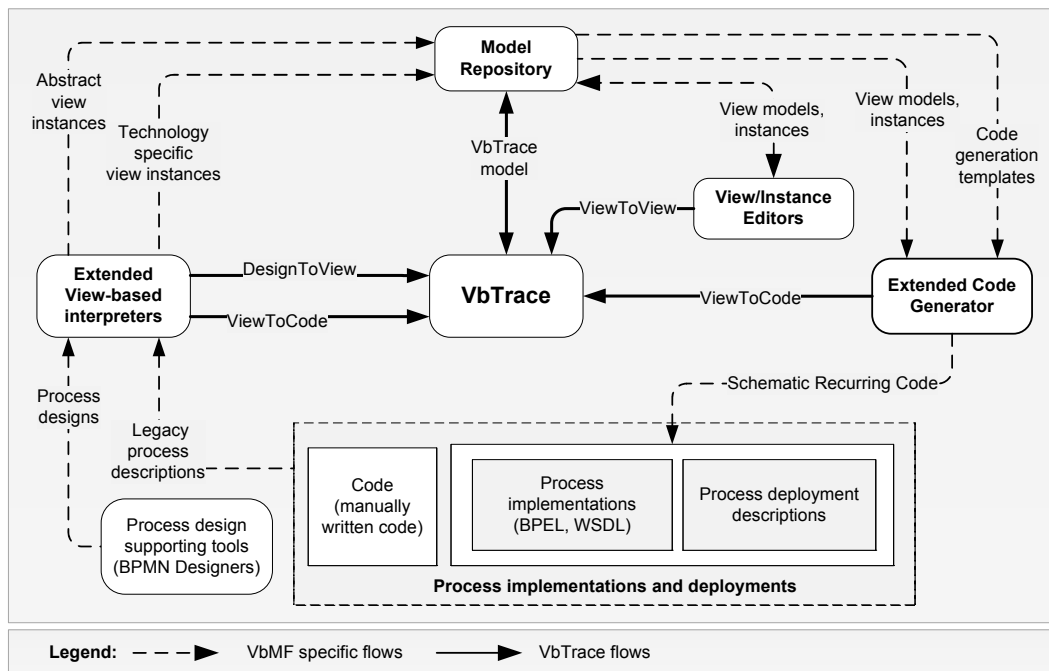 Model
Repository
Abstract
view
instances
Technology
specific
view instances
VbTrace
model
View models,
instances
View models,
instances
Code
generation
templates
View/Instance
Editors
ViewToView
Extended
View-based
interpreters
DesignToView
ViewToCode
VbTrace
ViewToCode
Extended Code
Generator
Process
designs
Legacy
process
descriptions
Schematic Recurring Code
Process design
supporting tools
(BPMN Designers)
Code
(manually
written code)
Process
implementations
(BPEL, WSDL)
Process deployment
descriptions
Process implementations and deployments
Legend: VbMF specific flows VbTrace flows